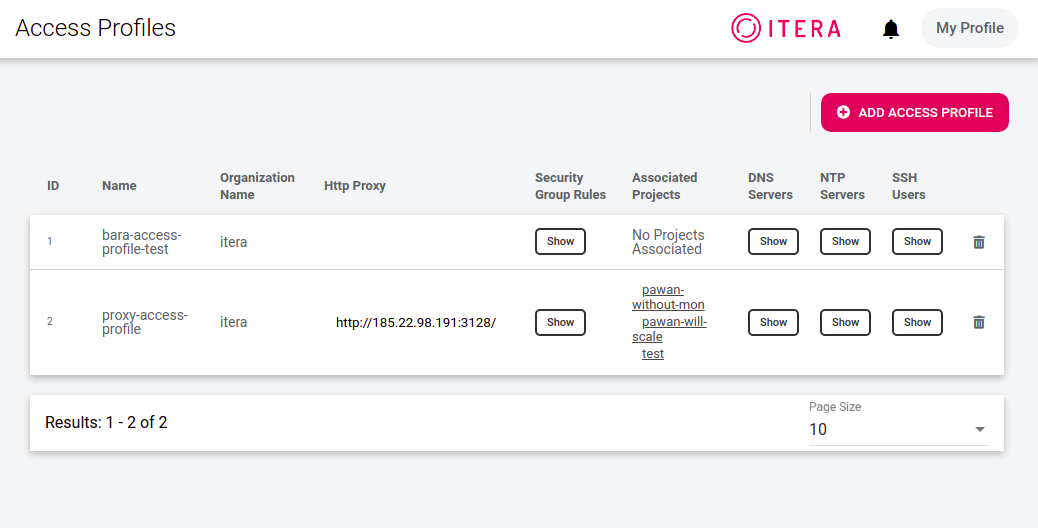 Access Profiles
ITERA
My Profile
ADD ACCESS PROFILE
ID Name Organization Name Http Proxy Security Group Rules Associated Projects DNS Servers NTP Servers SSH Users
1 bara-access-profile-test itera Show No Projects Associated Show Show Show
2 proxy-access-profile itera http://185.22.98.191:3128/ Show pawan-without-mon pawan-will-scale test Show Show Show
Results: 1 - 2 of 2
Page Size
10